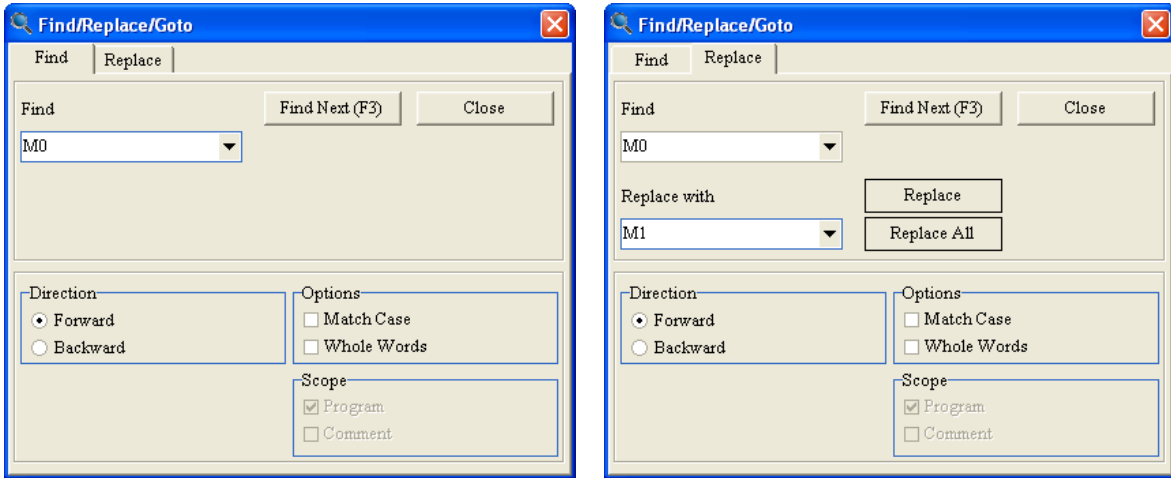 Find/Replace/Goto
Find Replace
Find Find Next (F3) Close
M0
Direction
Forward
Backward
Options
Match Case
Whole Words
Scope
Program
Comment
Find/Replace/Goto
Find Replace
Find Find Next (F3) Close
M0
Replace with Replace
M1 Replace All
Direction
Forward
Backward
Options
Match Case
Whole Words
Scope
Program
Comment